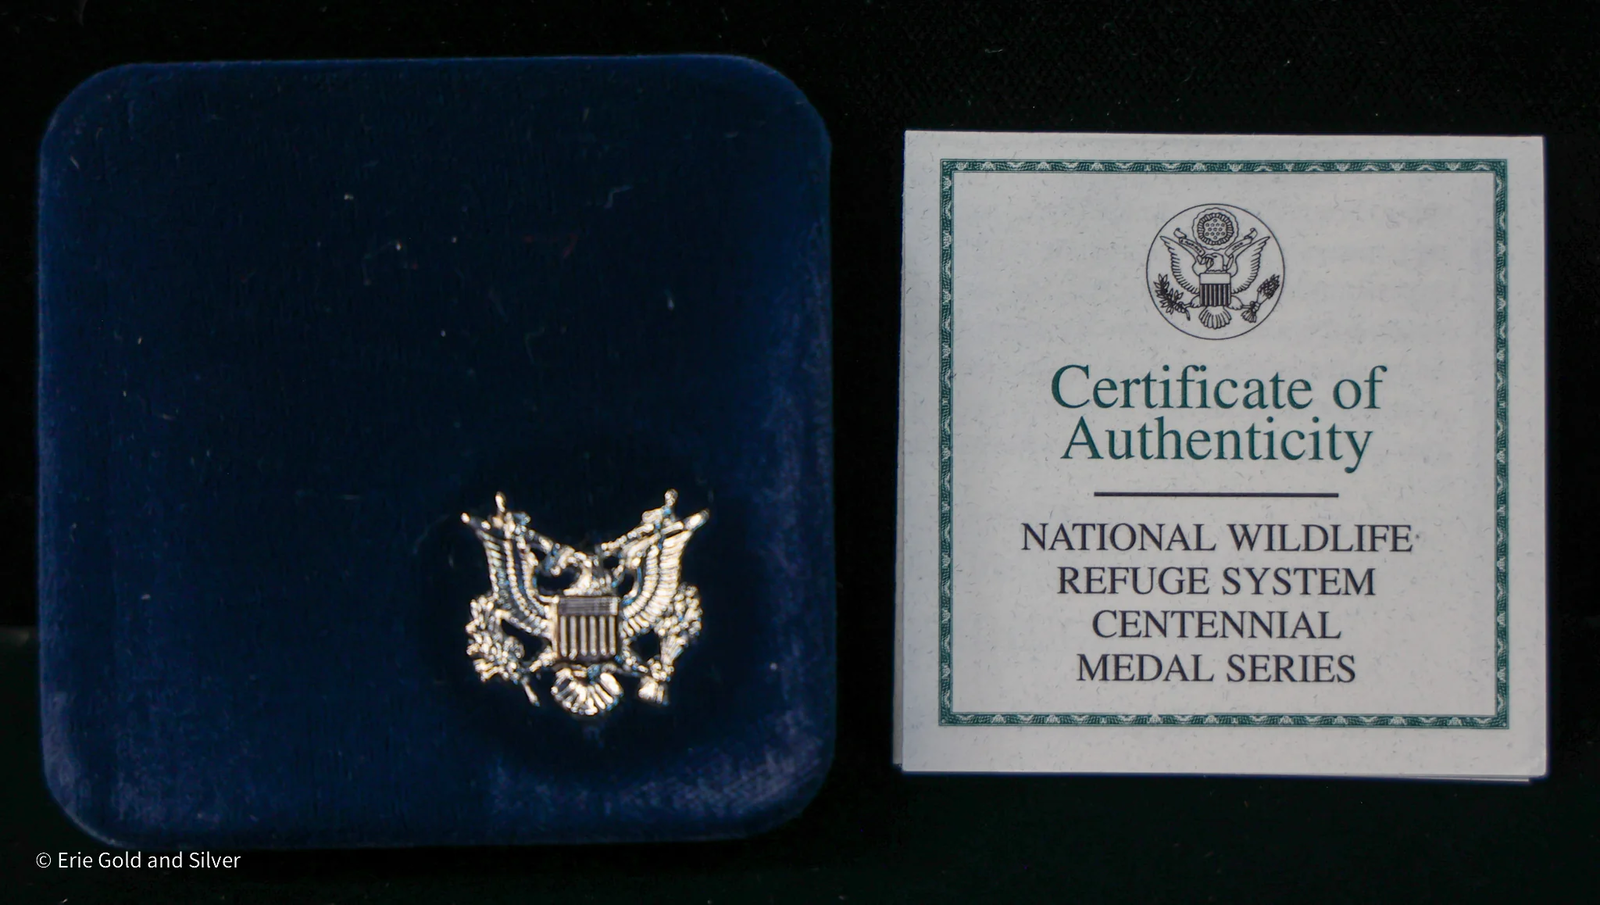 Certificate of
Authenticity
NATIONAL WILDLIFE
REFUGE SYSTEM
CENTENNIAL
MEDAL SERIES
© Erie Gold and Silver